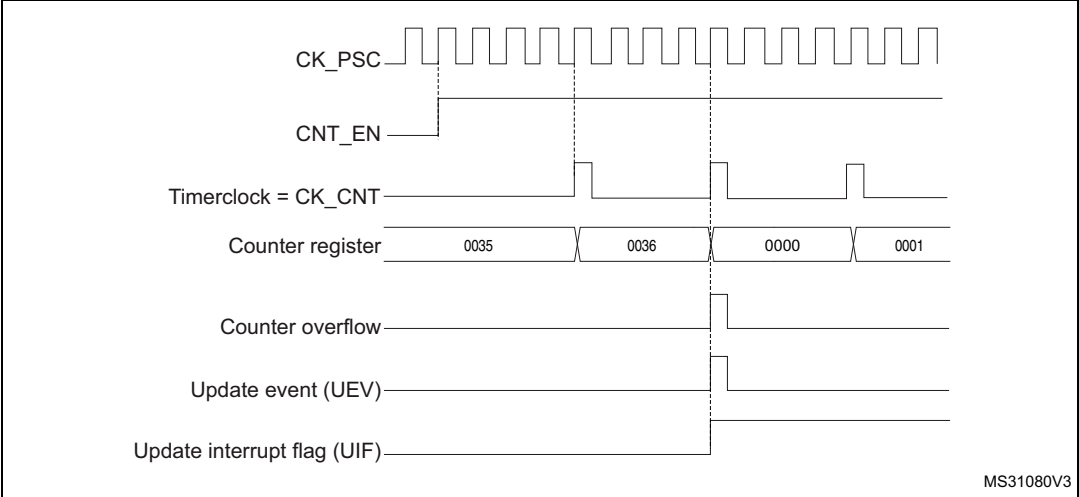 CK_PSC
CNT_EN
Timerclock = CK_CNT
Counter register 0035 0036 0000 0001
Counter overflow
Update event (UEV)
Update interrupt flag (UIF)
MS31080V3